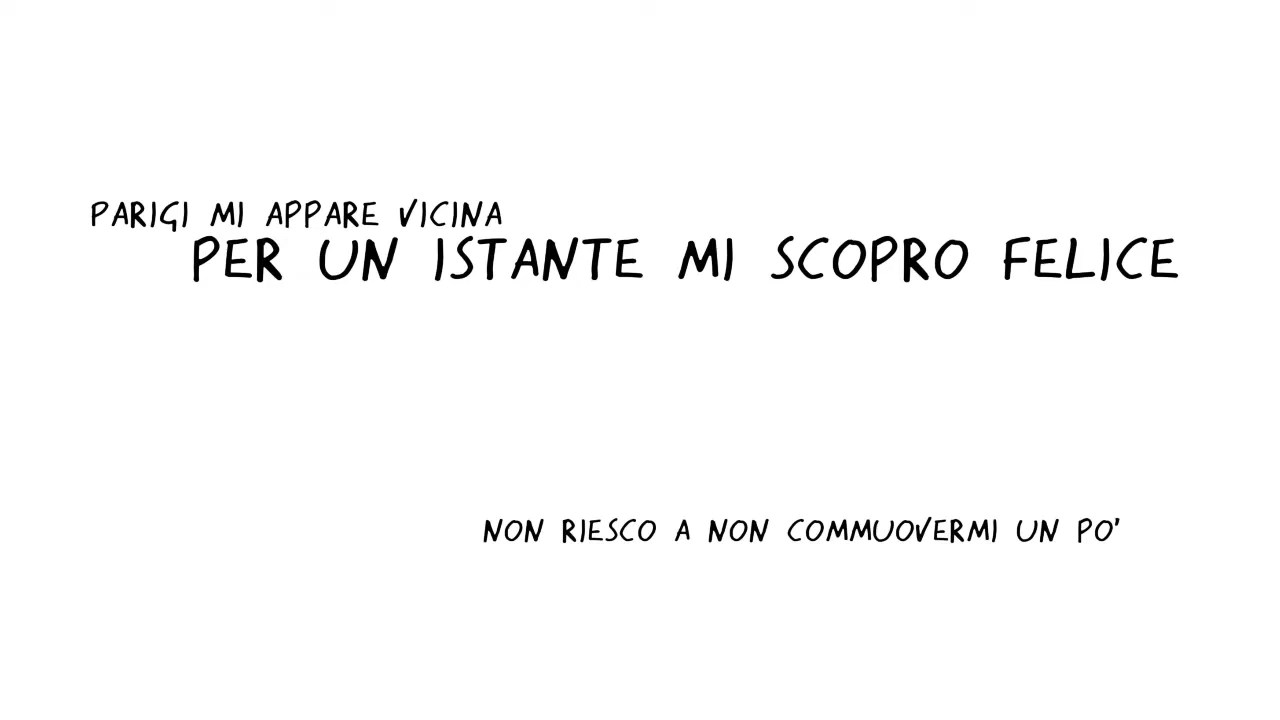 PARIGI MI APPARE VICINA
PER UN ISTANTE MI SCOPRO FELICE
NON RIESCO A NON COMMUOVERMI UN PO'